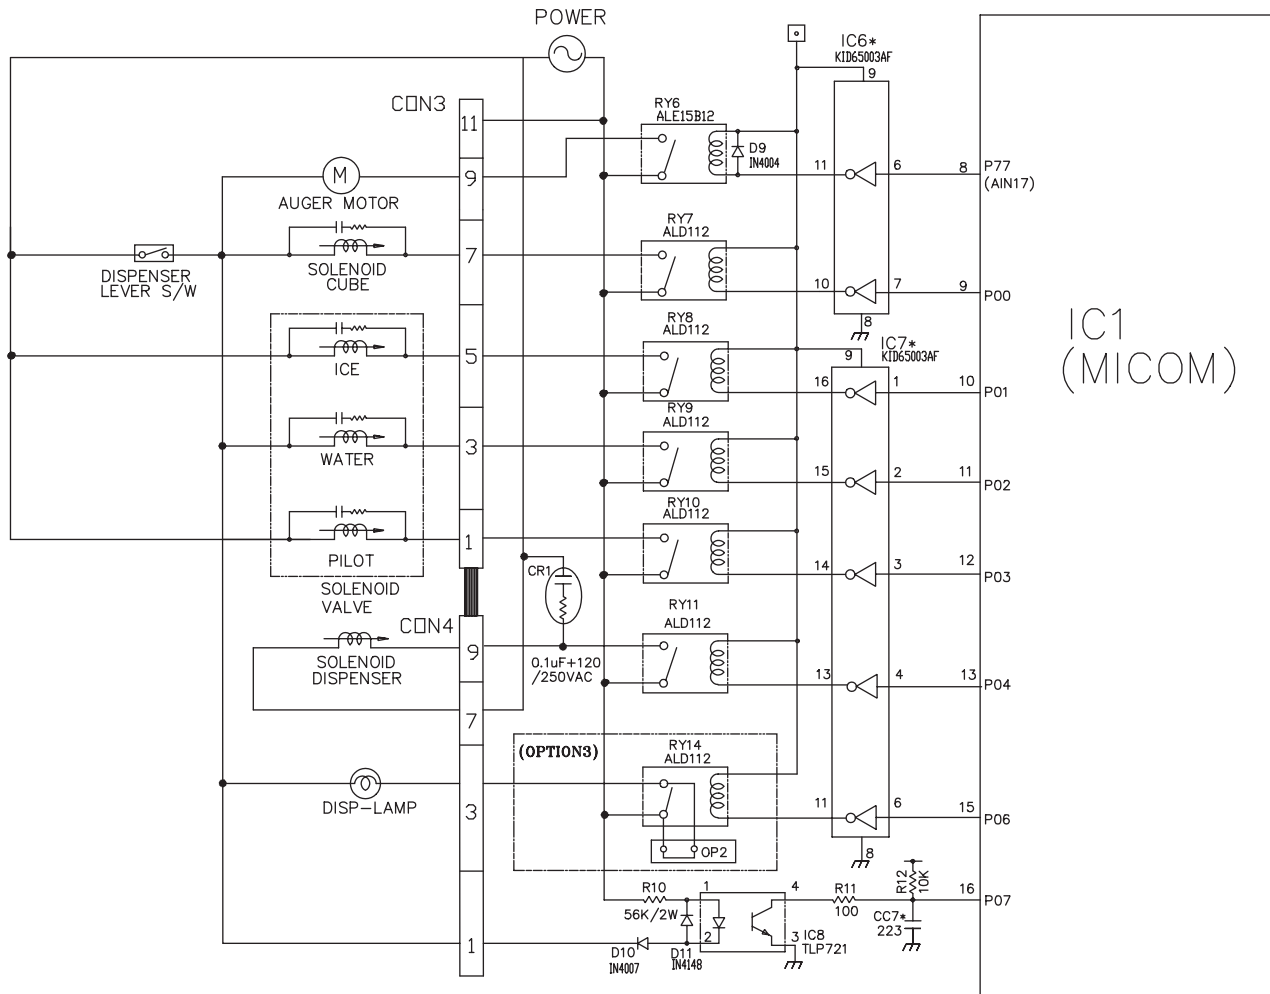 POWER
IC6*
KID65003AF
9
CON3
RY6
ALE15B12
11
D9
IN4004
11
6
8
P77
(AIN17)
M
9
AUGER MOTOR
RY7
ALD112
7
DISPENSER
LEVER S/W
SOLENOID
CUBE
10
7
9
P00
8
IC1
(MICOM)
RY8
ALD112
IC7*
KID65003AF
9
5
ICE
16
1
10
P01
RY9
ALD112
3
WATER
15
2
11
P02
RY10
ALD112
1
PILOT
SOLENOID
VALVE
CR1
14
3
12
P03
RY11
ALD112
CON4
9
SOLENOID
DISPENSER
0.1uF+120
/250VAC
13
4
13
P04
7
(OPTION3)
RY14
ALD112
DISP-LAMP
3
11
6
15
P06
OP2
8
R10
56K/2W
1
4
R11
100
R12
10K
16
P07
CC7*
223
2
3
IC8
TLP721
1
D10
IN4007
D11
IN4148